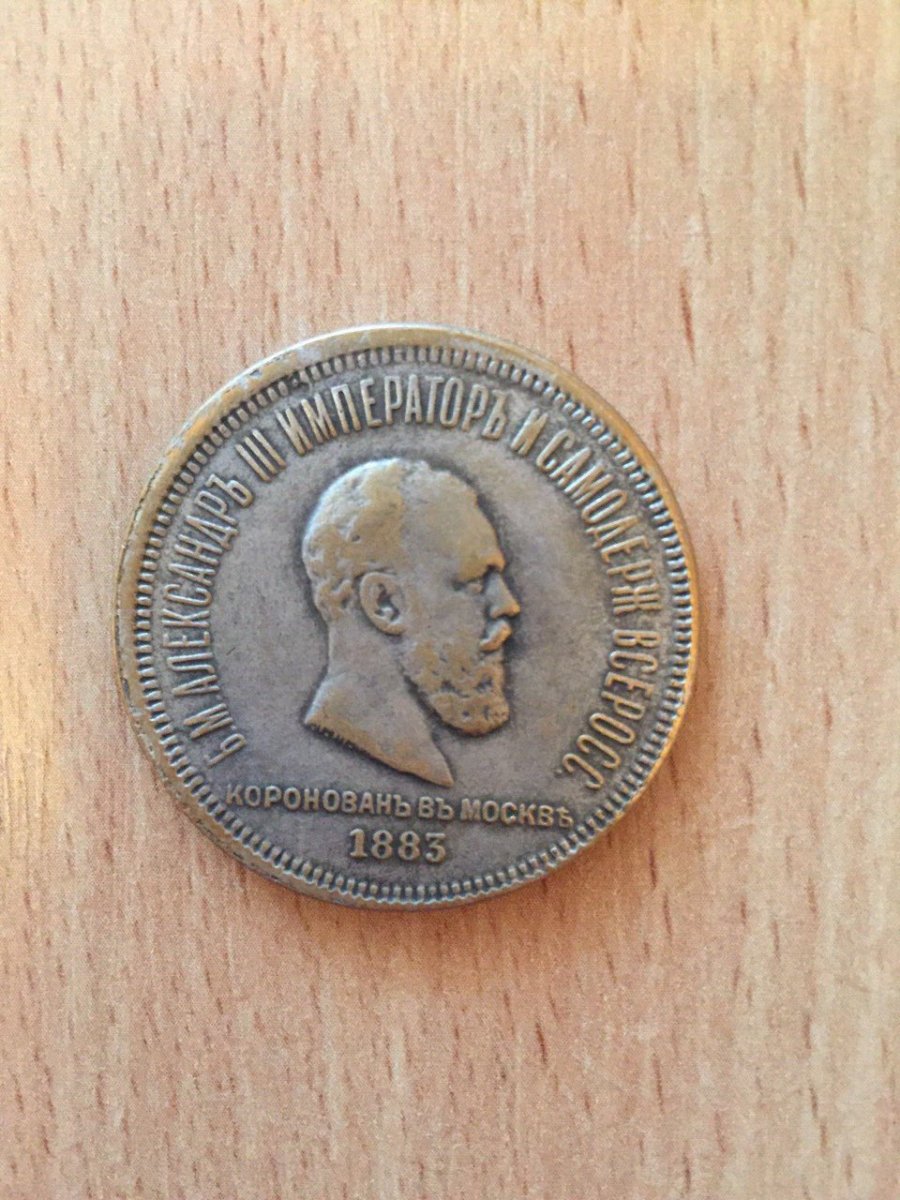 Б. М. АЛЕКСАНДРЪ III ИМПЕРАТОРЪ И САМОДЕРЖ. ВСЕРОСС.
КОРОНОВАНЪ ВЪ МОСКВѢ
1883